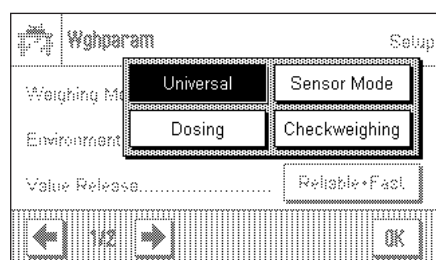 Wghparam Setup
Universal Sensor Mode
Weighing Mo
Dosing Checkweighing
Environment
Value Release................. Reliable+Fast
1/2 OK